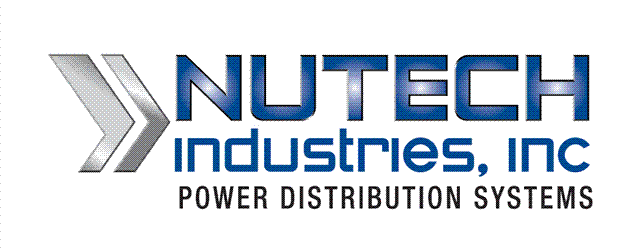 NUTECH
industries, inc
POWER DISTRIBUTION SYSTEMS